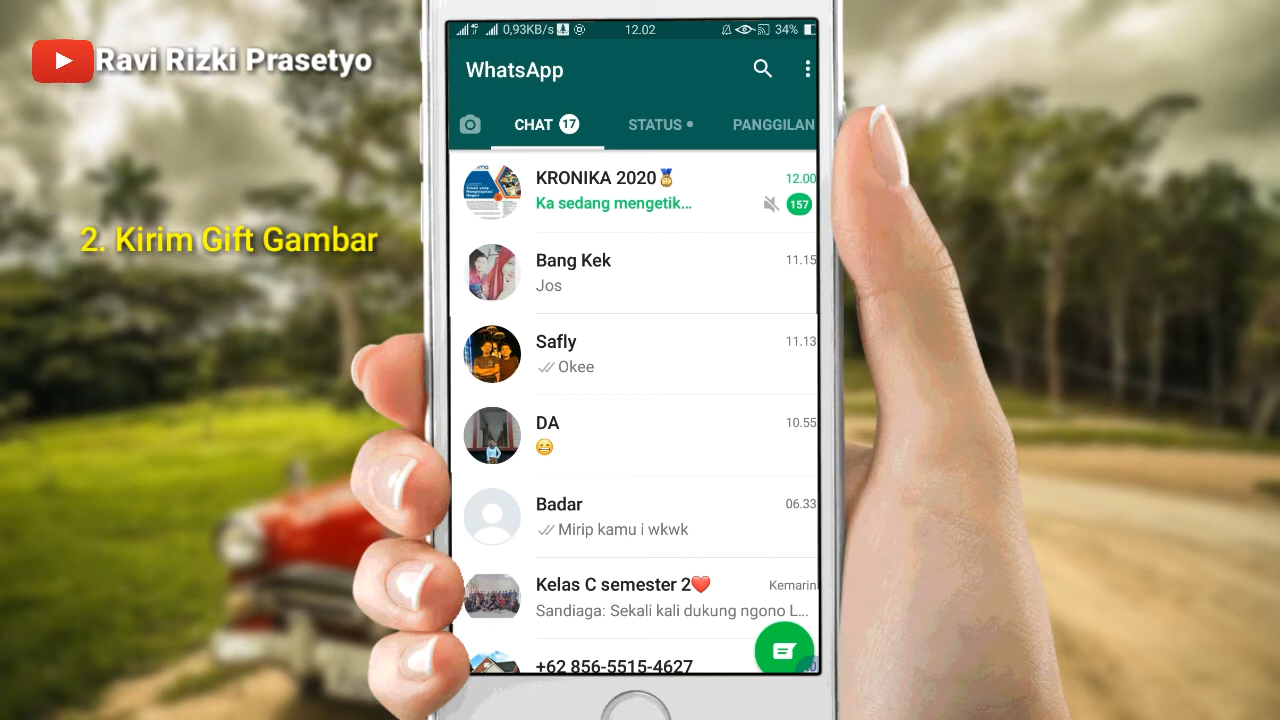 Ravi Rizki Prasetyo
2. Kirim Gift Gambar
0,93KB/s 12.02 34%
WhatsApp
CHAT 17 STATUS PANGGILAN
KRONIKA 2020🏅 12.00
Ka sedang mengetik... 157
Bang Kek 11.15
Jos
Safly 11.13
Okee
DA 10.55
😁
Badar 06.33
Mirip kamu i wkwk
Kelas C semester 2❤️ Kemarin
Sandiaga: Sekali kali dukung ngono L...
+62 856-5515-4627